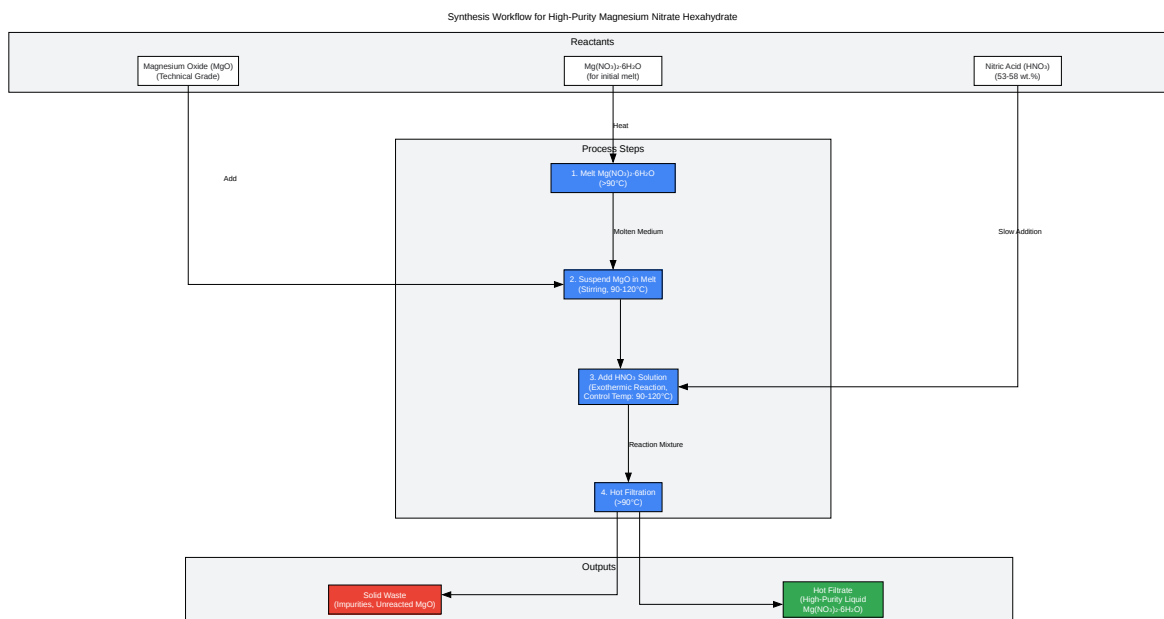 Synthesis Workflow for High-Purity Magnesium Nitrate Hexahydrate
Reactants
Magnesium Oxide (MgO)
(Technical Grade)
Mg(NO₃)₂·6H₂O
(for initial melt)
Nitric Acid (HNO₃)
(53-58 wt.%)
Heat
Process Steps
1. Melt Mg(NO₃)₂·6H₂O
(>90°C)
Add
Molten Medium
Slow Addition
2. Suspend MgO in Melt
(Stirring, 90-120°C)
3. Add HNO₃ Solution
(Exothermic Reaction,
Control Temp: 90-120°C)
Reaction Mixture
4. Hot Filtration
(>90°C)
Outputs
Solid Waste
(Impurities, Unreacted MgO)
Hot Filtrate
(High-Purity Liquid
Mg(NO₃)₂·6H₂O)